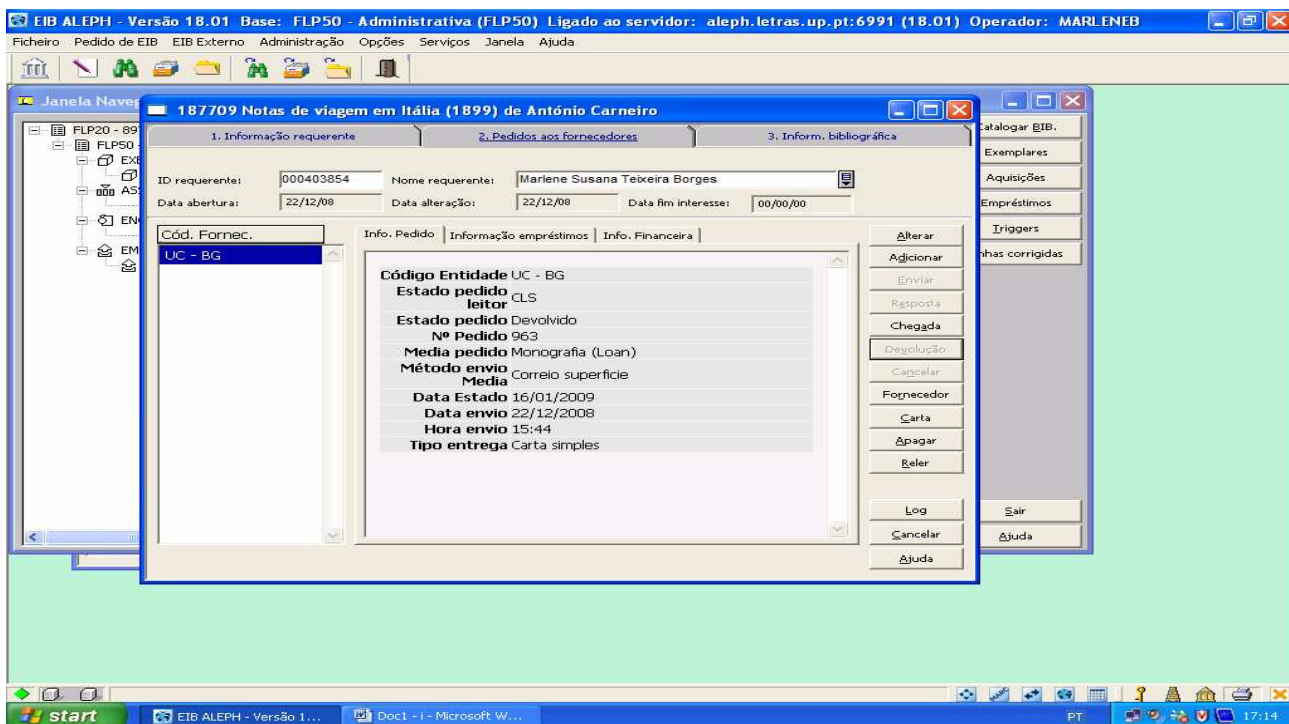 EIB ALEPH - Versão 18.01 Base: FLP50 - Administrativa (FLP50) Ligado ao servidor: aleph.letras.up.pt:6991 (18.01) Operador: MARLENEB
Ficheiro Pedido de EIB EIB Externo Administração Opções Serviços Janela Ajuda
Janela Naveg
187709 Notas de viagem em Itália (1899) de António Carneiro
FLP20 - 89
FLP50
EXE
AS
EN
EM
1. Informação requerente 2. Pedidos aos fornecedores 3. Inform. bibliográfica
ID requerente: 000403854 Nome requerente: Marlene Susana Teixeira Borges
Data abertura: 22/12/08 Data alteração: 22/12/08 Data fim interesse: 00/00/00
Cód. Fornec.
UC - BG
Info. Pedido Informação empréstimos Info. Financeira
Código Entidade UC - BG
Estado pedido leitor CLS
Estado pedido Devolvido
Nº Pedido 963
Media pedido Monografia (Loan)
Método envio Media Correio superficie
Data Estado 16/01/2009
Data envio 22/12/2008
Hora envio 15:44
Tipo entrega Carta simples
Alterar
Adicionar
Enviar
Resposta
Chegada
Devolução
Cancelar
Fornecedor
Carta
Apagar
Reler
Log
Cancelar
Ajuda
Catalogar BIB.
Exemplares
Aquisições
Empréstimos
Triggers
nhas corrigidas
Sair
Ajuda
start EIB ALEPH - Versão 1... Doc1 - i - Microsoft W... PT 17:14